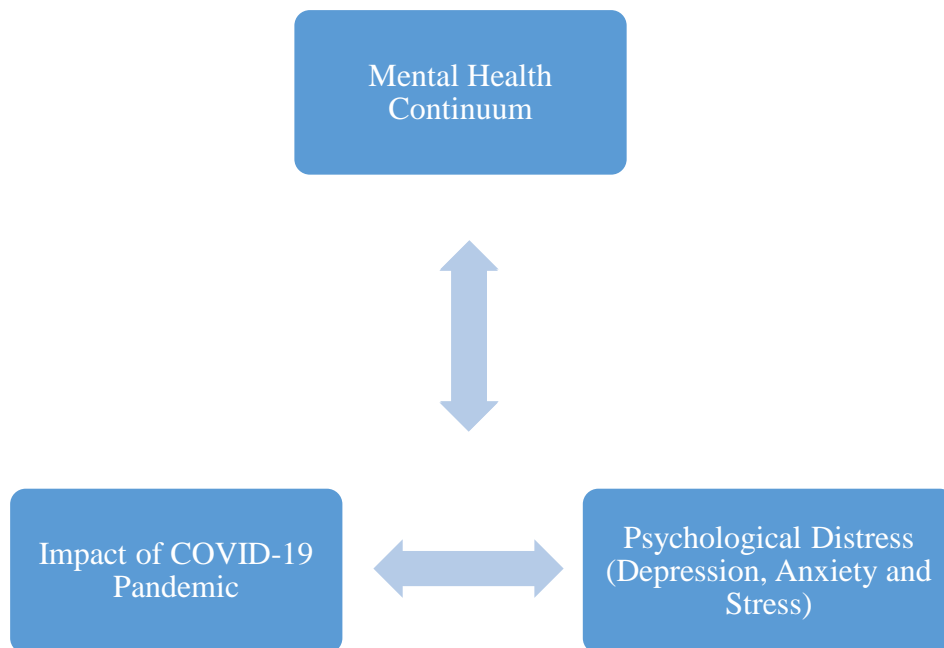 Mental Health
Continuum
Impact of COVID-19
Pandemic
Psychological Distress
(Depression, Anxiety and
Stress)